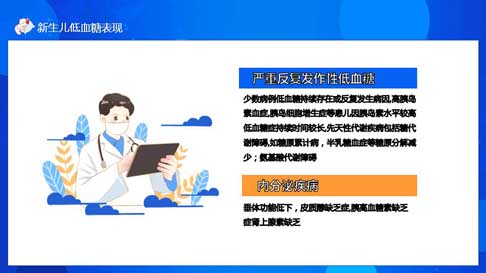 新生儿低血糖表现
严重反复发作性低血糖
少数病例低血糖持续存在或反复发生病因,高胰岛
素血症,胰岛细胞增生症等患儿因胰岛素水平较高
低血糖症持续时间较长,先天性代谢疾病包括糖代
谢障碍,如糖原累计病，半乳糖血症等糖原分解减
少；氨基酸代谢障碍
内分泌疾病
垂体功能低下，皮质醇缺乏症,胰高血糖素缺乏
症肾上腺素缺乏